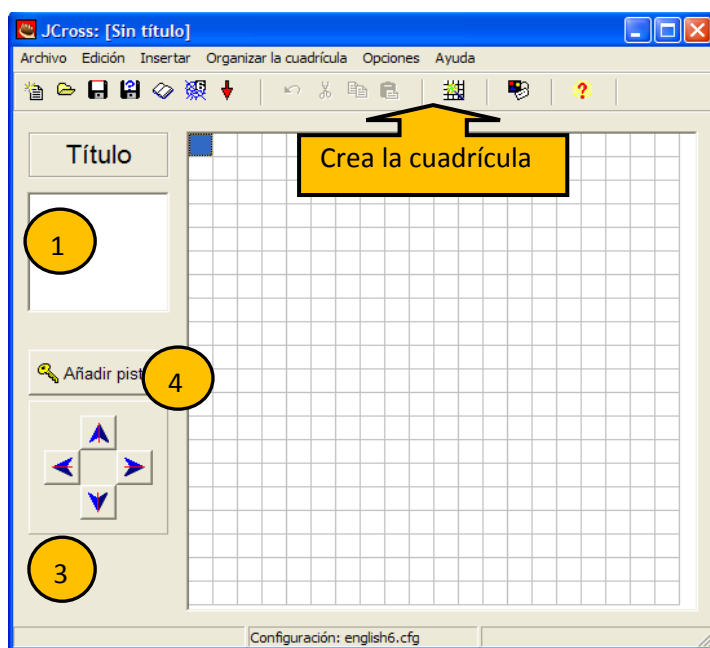 JCross: [Sin título]
Archivo Edición Insertar Organizar la cuadrícula Opciones Ayuda
?
Crea la cuadrícula
Título
1
Añadir pist
4
3
Configuración: english6.cfg